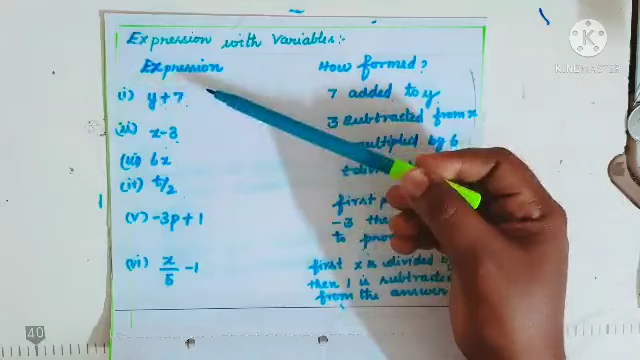 Expression with Variables:-
Expression How formed?
(i) y+7 7 added to y
(ii) x-3 3 subtracted from x
(iii) 6x multiplied by 6
(iv) t/2
(v) -3p+1 first
-3
to
(vi) x/5 -1 first x is divided by
then 1 is subtracted
from the answer
40
KINEMASTER